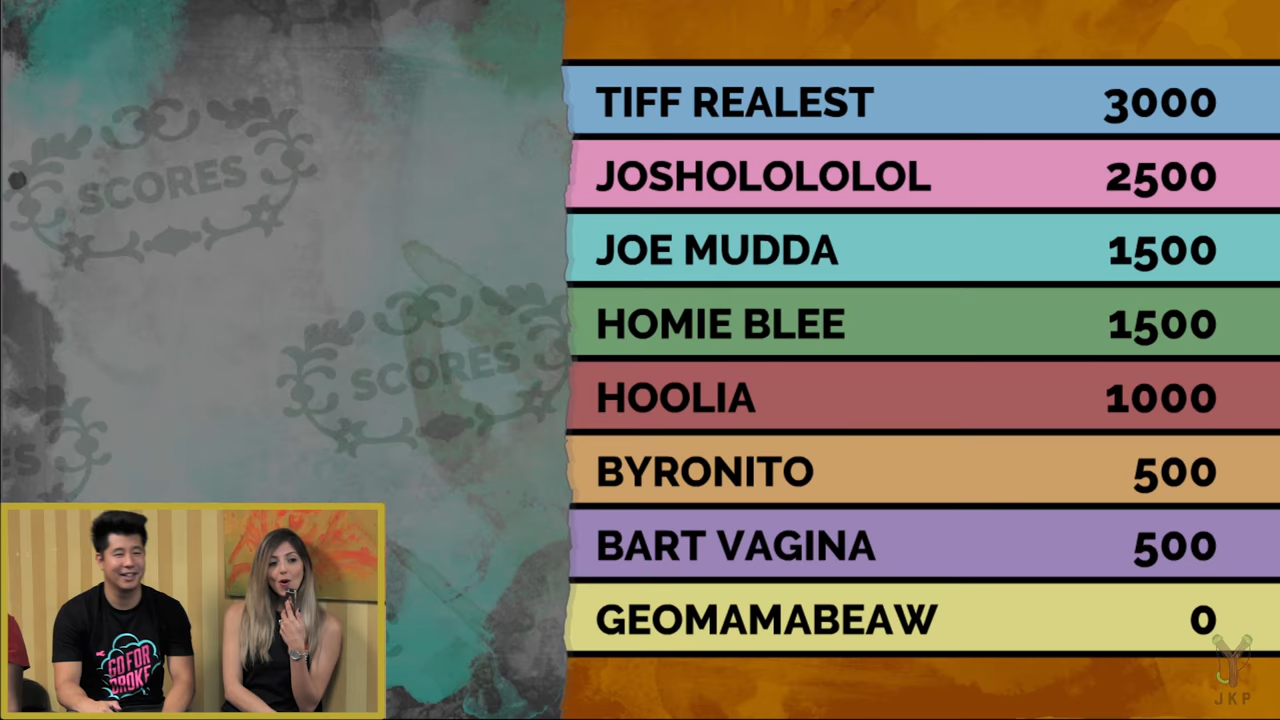 SCORES
SCORES
ES
TIFF REALEST 3000
JOSHOLOLOLOL 2500
JOE MUDDA 1500
HOMIE BLEE 1500
HOOLIA 1000
BYRONITO 500
BART VAGINA 500
GEOMAMABEAW 0
GO FOR
BROKE
JKP